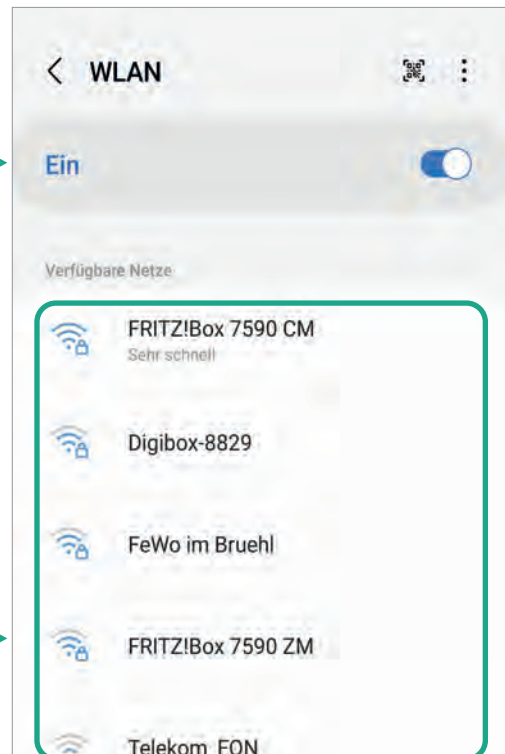 WLAN
Ein
Verfügbare Netze
FRITZ!Box 7590 CM
Sehr schnell
Digibox-8829
FeWo im Bruehl
FRITZ!Box 7590 ZM
Telekom_FON